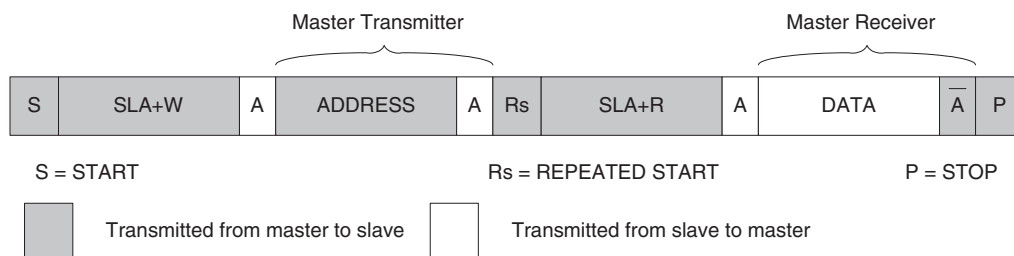 Master Transmitter Master Receiver
S SLA+W A ADDRESS A Rs SLA+R A DATA A̅ P
S = START Rs = REPEATED START P = STOP
Transmitted from master to slave Transmitted from slave to master